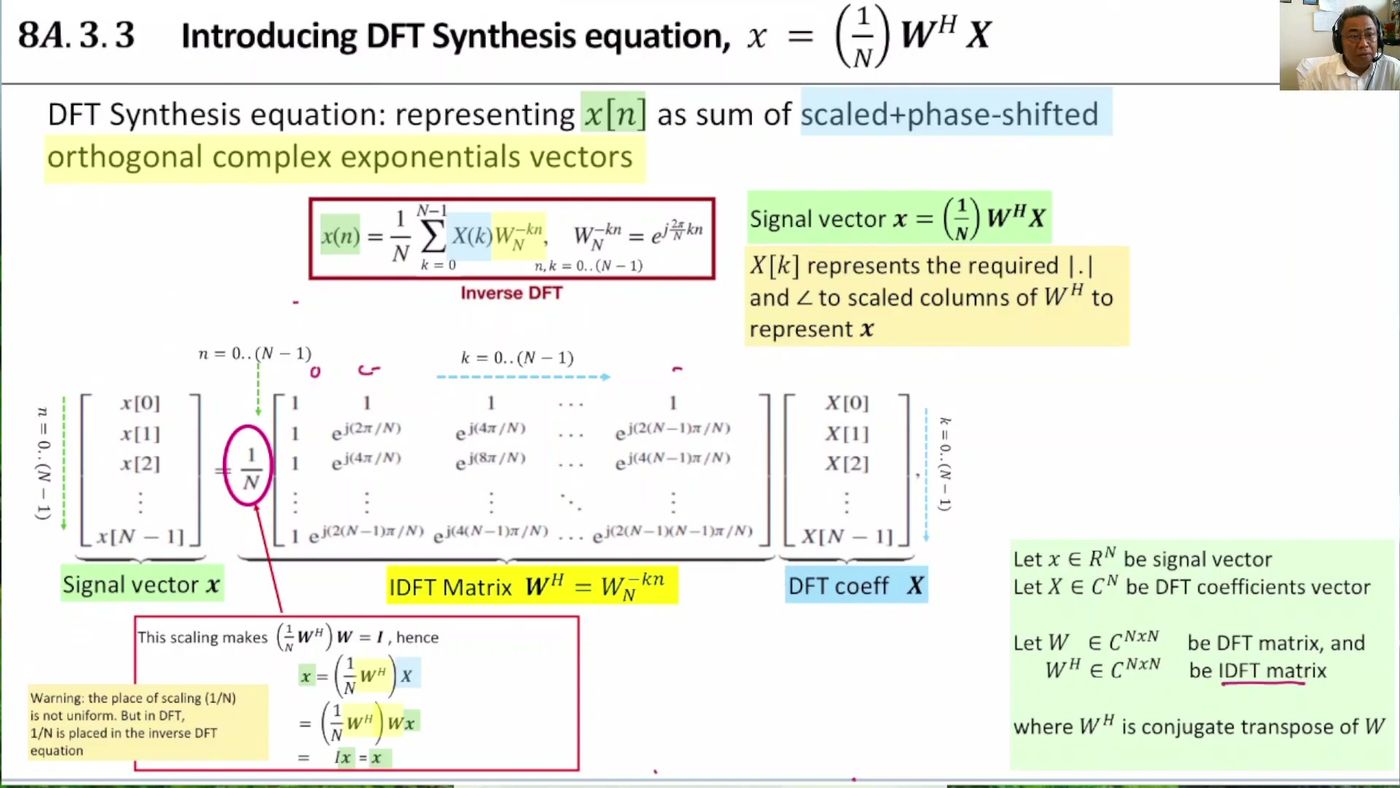 8A.3.3 Introducing DFT Synthesis equation, x = (1/N) W^H X
DFT Synthesis equation: representing x[n] as sum of scaled+phase-shifted
orthogonal complex exponentials vectors
x(n) = 1/N ∑_{k=0}^{N−1} X(k)W_N^{−kn}, W_N^{−kn} = e^{j(2π/N)kn}
n,k = 0..(N − 1)
Inverse DFT
Signal vector x = (1/N) W^H X
X[k] represents the required |.|
and ∠ to scaled columns of W^H to
represent x
n = 0..(N − 1)
k = 0..(N − 1)
0
n = 0..(N − 1)
x[0] 1 1 1 ⋯ 1 X[0]
x[1] 1 e^{j(2π/N)} e^{j(4π/N)} … e^{j(2(N−1)π/N)} X[1]
x[2] = 1/N 1 e^{j(4π/N)} e^{j(8π/N)} … e^{j(4(N−1)π/N)} X[2] ,
⋮ ⋮ ⋮ ⋮ ⋱ ⋮ ⋮
x[N − 1] 1 e^{j(2(N−1)π/N)} e^{j(4(N−1)π/N)} … e^{j(2(N−1)(N−1)π/N)} X[N − 1]
k = 0..(N − 1)
Signal vector x
IDFT Matrix W^H = W_N^{−kn}
DFT coeff X
This scaling makes (1/N W^H) W = I , hence
x = (1/N W^H) X
= (1/N W^H) Wx
= Ix = x
Warning: the place of scaling (1/N)
is not uniform. But in DFT,
1/N is placed in the inverse DFT
equation
Let x ∈ R^N be signal vector
Let X ∈ C^N be DFT coefficients vector
Let W ∈ C^{NxN} be DFT matrix, and
W^H ∈ C^{NxN} be IDFT matrix
where W^H is conjugate transpose of W